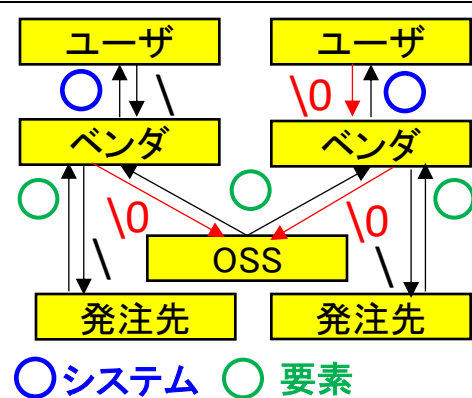 ユーザ ユーザ
\ \0
ベンダ ベンダ
\0 \0
\ \
OSS
発注先 発注先
システム 要素